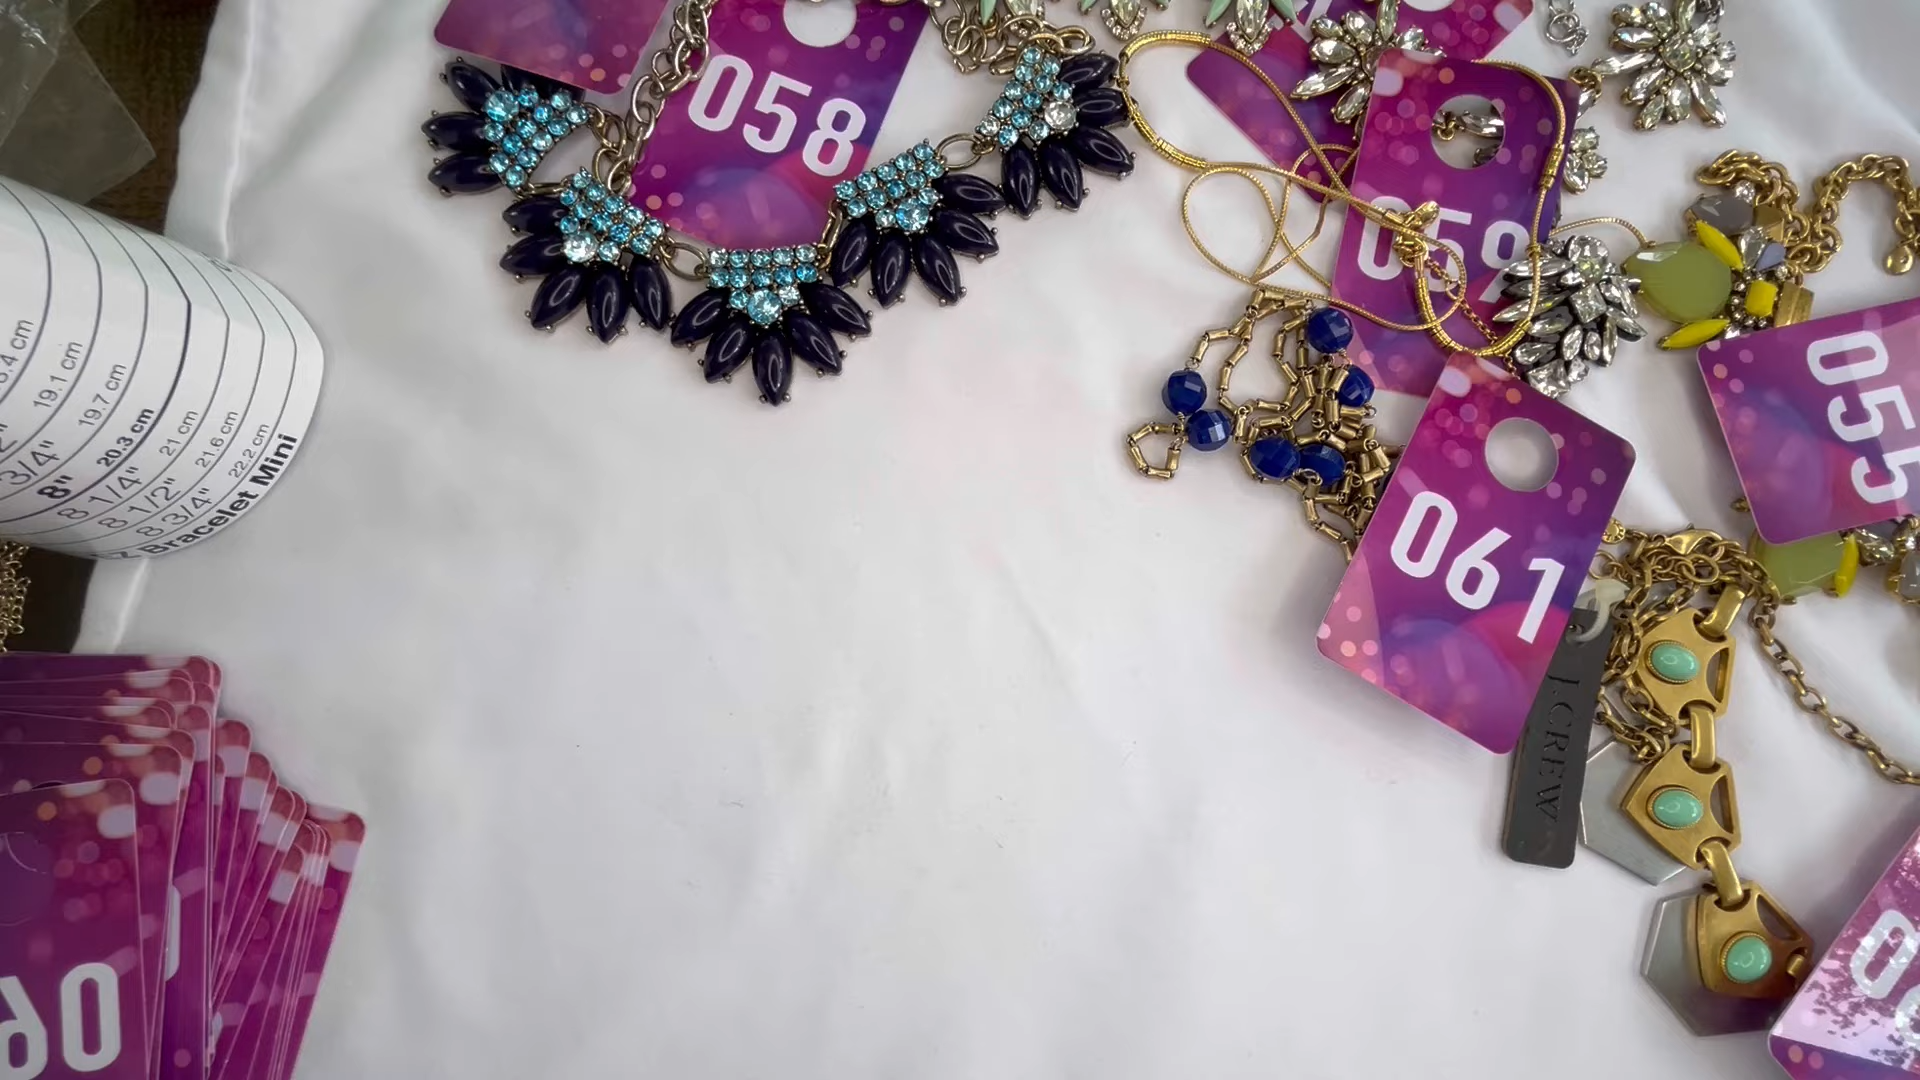 058
059
055
061
J.CREW
19.1 cm
19.7 cm
20.3 cm
21 cm
21.6 cm
22.2 cm
3/4"
8"
8 1/4"
8 1/2"
8 3/4"
Bracelet Mini